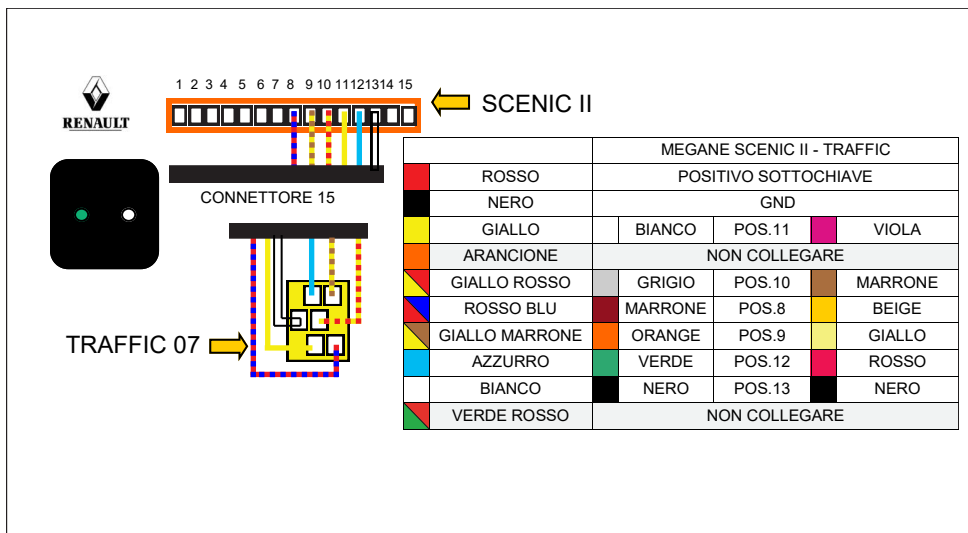 1 2 3 4 5 6 7 8 9 10 11 12 13 14 15
RENAULT
SCENIC II
CONNETTORE 15
TRAFFIC 07
MEGANE SCENIC II - TRAFFIC
ROSSO POSITIVO SOTTOCHIAVE
NERO GND
GIALLO BIANCO POS.11 VIOLA
ARANCIONE NON COLLEGARE
GIALLO ROSSO GRIGIO POS.10 MARRONE
ROSSO BLU MARRONE POS.8 BEIGE
GIALLO MARRONE ORANGE POS.9 GIALLO
AZZURRO VERDE POS.12 ROSSO
BIANCO NERO POS.13 NERO
VERDE ROSSO NON COLLEGARE